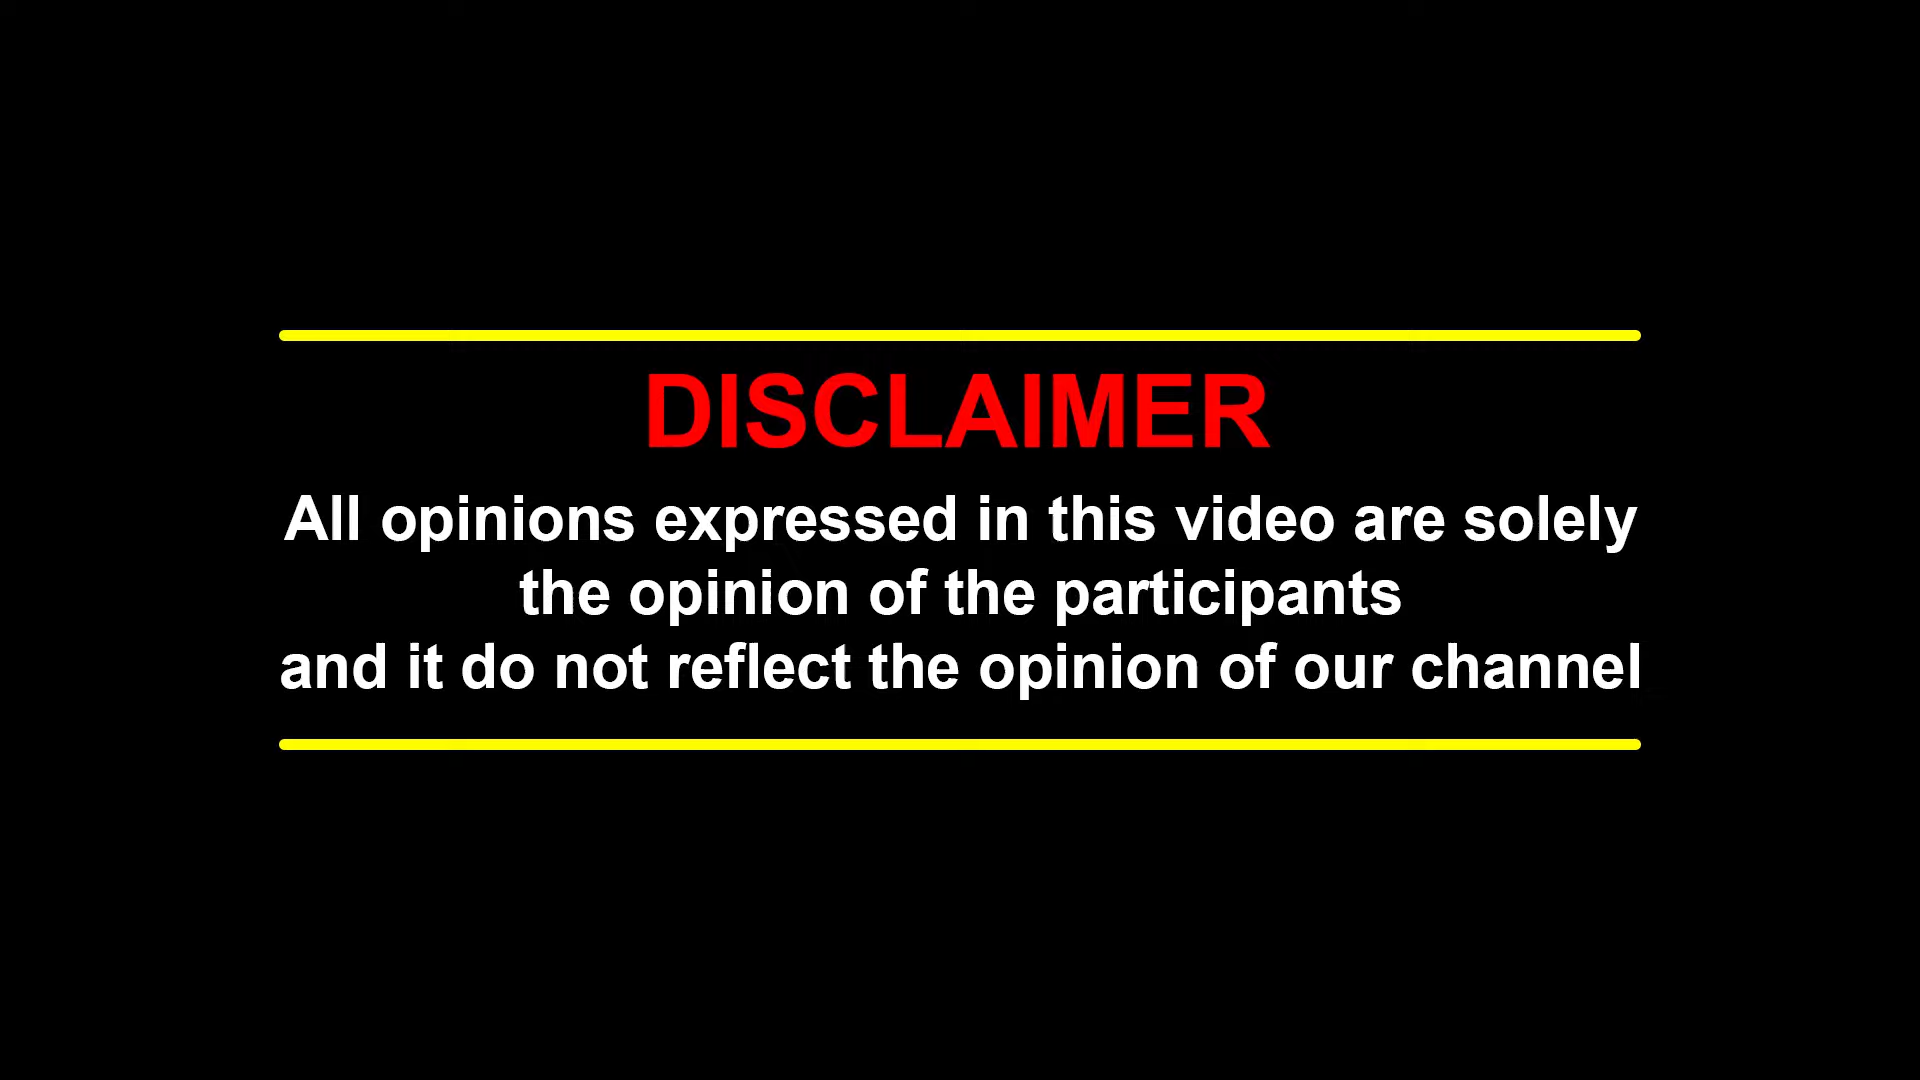 DISCLAIMER
All opinions expressed in this video are solely
the opinion of the participants
and it do not reflect the opinion of our channel